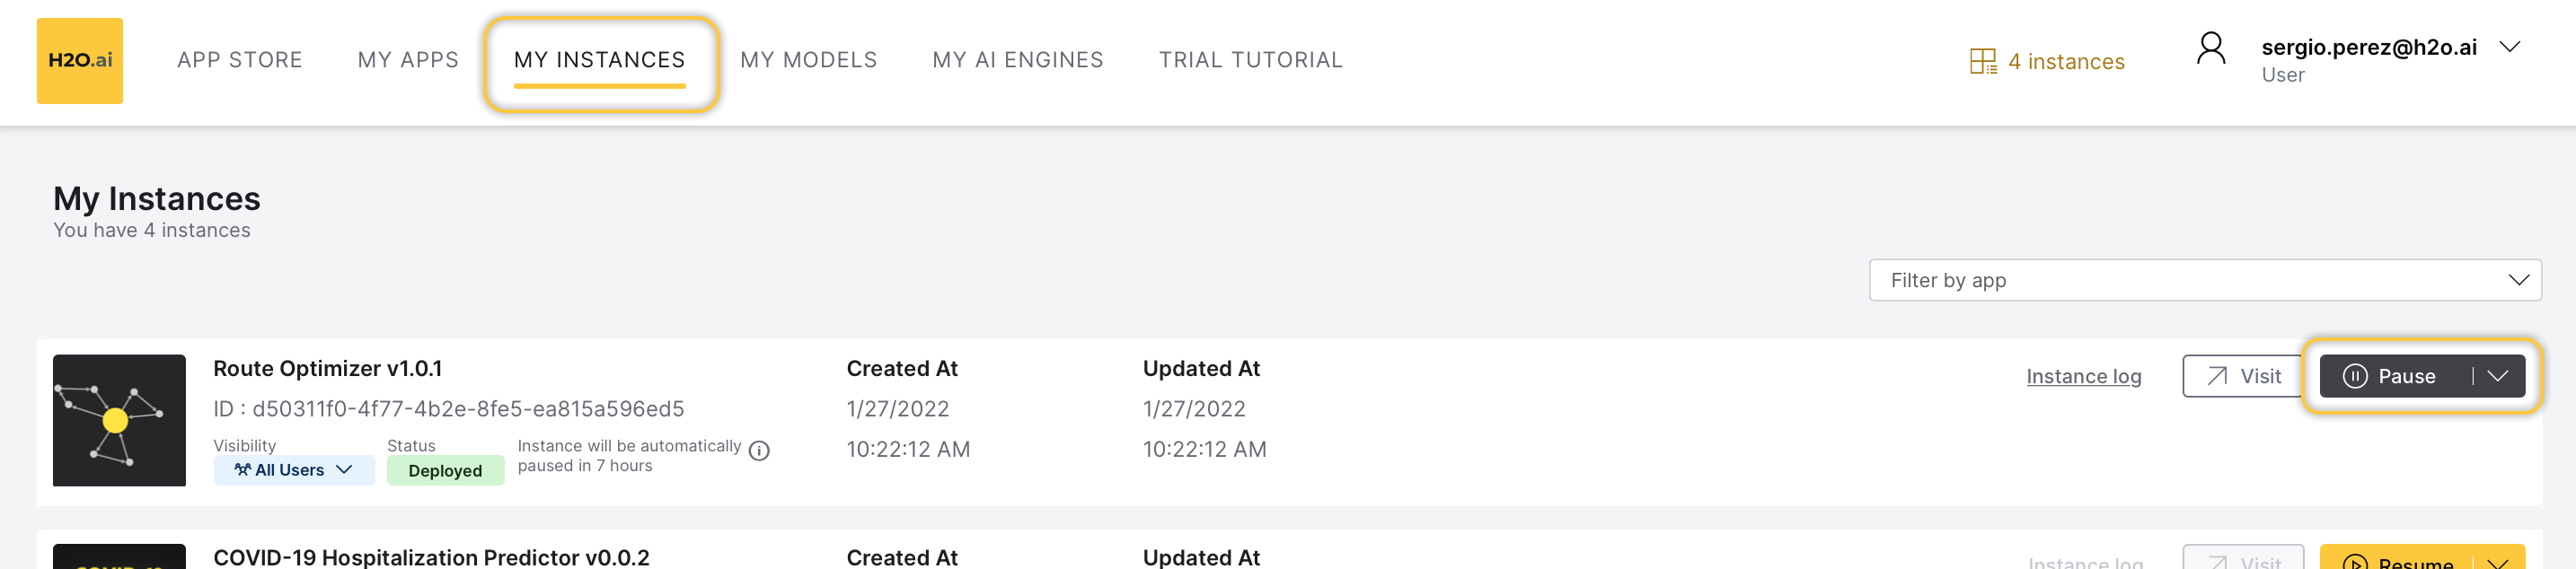 H2O.ai
APP STORE
MY APPS
MY INSTANCES
MY MODELS
MY AI ENGINES
TRIAL TUTORIAL
4 instances
sergio.perez@h2o.ai
User
My Instances
You have 4 instances
Filter by app
Route Optimizer v1.0.1
ID : d50311f0-4f77-4b2e-8fe5-ea815a596ed5
Visibility
All Users
Status
Deployed
Instance will be automatically
paused in 7 hours
Created At
1/27/2022
10:22:12 AM
Updated At
1/27/2022
10:22:12 AM
Instance log
Visit
Pause
COVID-19 Hospitalization Predictor v0.0.2
Created At
Updated At
Instance log
Visit
Resume